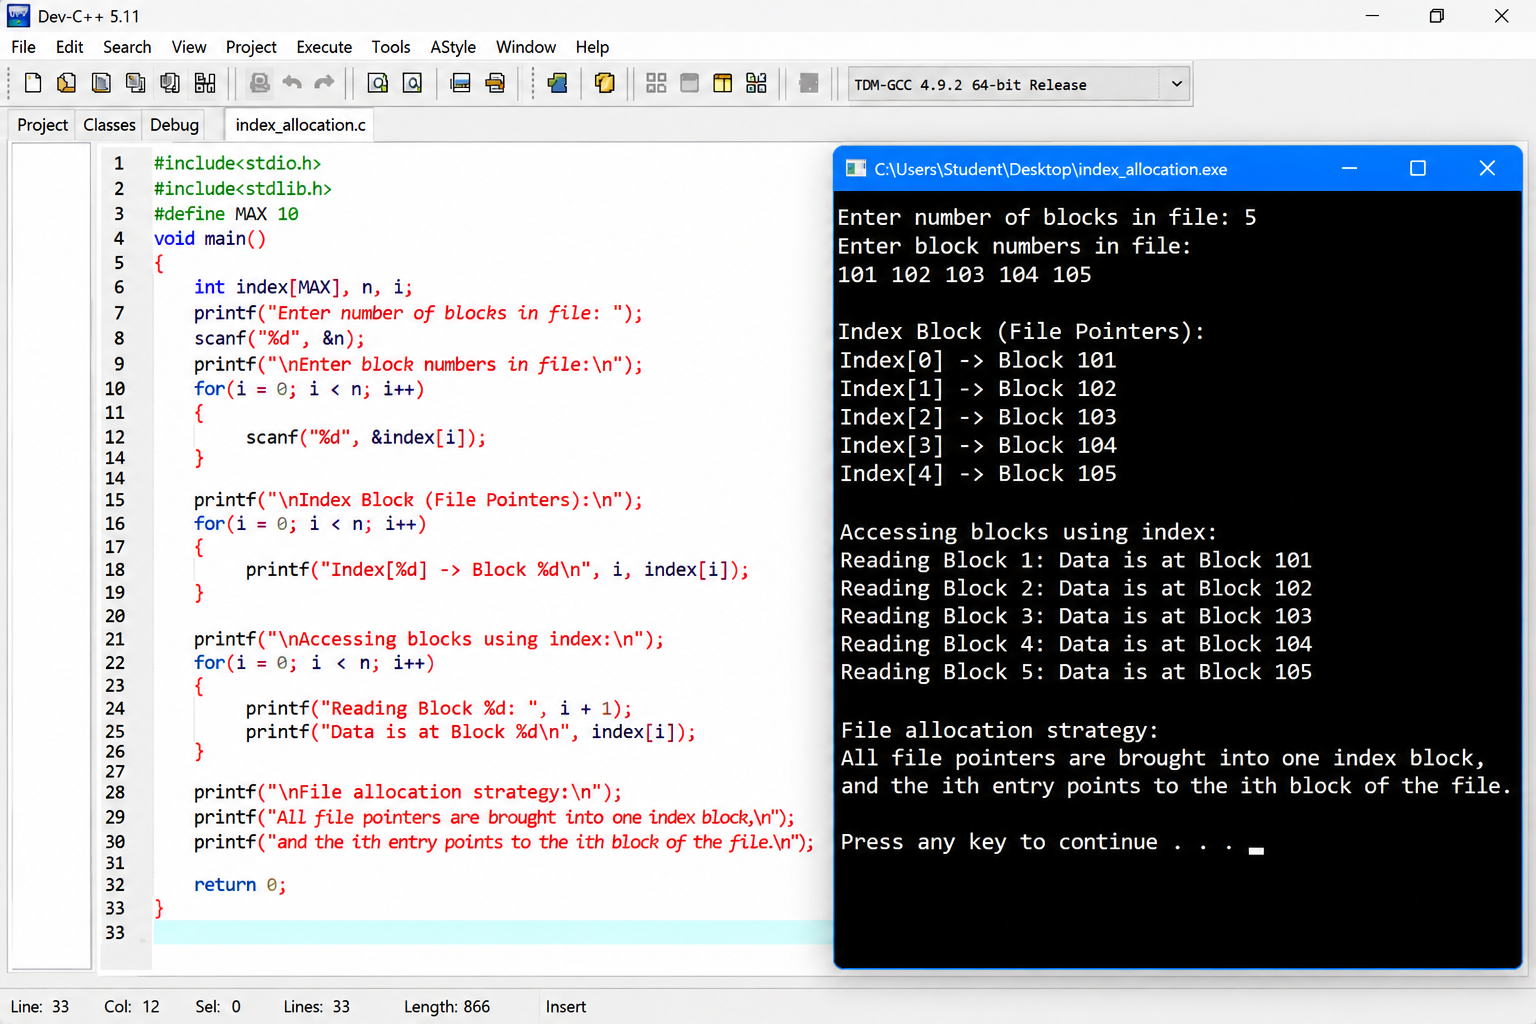 Dev-C++ 5.11
File Edit Search View Project Execute Tools AStyle Window Help
TDM-GCC 4.9.2 64-bit Release
Project Classes Debug index_allocation.c
1 #include<stdio.h>
2 #include<stdlib.h>
3 #define MAX 10
4 void main()
5 {
6 int index[MAX], n, i;
7 printf("Enter number of blocks in file: ");
8 scanf("%d", &n);
9 printf("\nEnter block numbers in file:\n");
10 for(i = 0; i < n; i++)
11 {
12 scanf("%d", &index[i]);
14 }
14
15 printf("\nIndex Block (File Pointers):\n");
16 for(i = 0; i < n; i++)
17 {
18 printf("Index[%d] -> Block %d\n", i, index[i]);
19 }
20
21 printf("\nAccessing blocks using index:\n");
22 for(i = 0; i < n; i++)
23 {
24 printf("Reading Block %d: ", i + 1);
25 printf("Data is at Block %d\n", index[i]);
26 }
27
28 printf("\nFile allocation strategy:\n");
29 printf("All file pointers are brought into one index block,\n");
30 printf("and the ith entry points to the ith block of the file.\n");
31
32 return 0;
33 }
33
C:\Users\Student\Desktop\index_allocation.exe
Enter number of blocks in file: 5
Enter block numbers in file:
101 102 103 104 105
Index Block (File Pointers):
Index[0] -> Block 101
Index[1] -> Block 102
Index[2] -> Block 103
Index[3] -> Block 104
Index[4] -> Block 105
Accessing blocks using index:
Reading Block 1: Data is at Block 101
Reading Block 2: Data is at Block 102
Reading Block 3: Data is at Block 103
Reading Block 4: Data is at Block 104
Reading Block 5: Data is at Block 105
File allocation strategy:
All file pointers are brought into one index block,
and the ith entry points to the ith block of the file.
Press any key to continue . . .
Line: 33 Col: 12 Sel: 0 Lines: 33 Length: 866 Insert